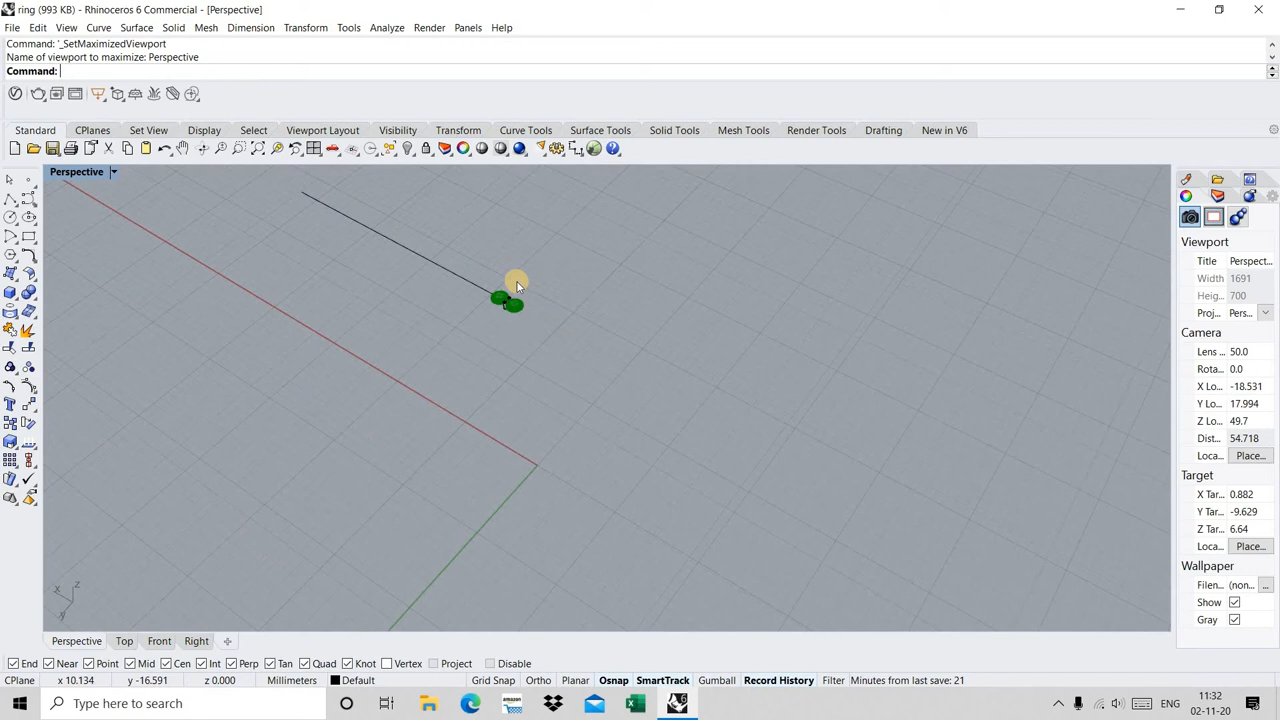 ring (993 KB) - Rhinoceros 6 Commercial - [Perspective]
File Edit View Curve Surface Solid Mesh Dimension Transform Tools Analyze Render Panels Help
Command: '_SetMaximizedViewport
Name of viewport to maximize: Perspective
Command:
Standard CPlanes Set View Display Select Viewport Layout Visibility Transform Curve Tools Surface Tools Solid Tools Mesh Tools Render Tools Drafting New in V6
Perspective
Viewport
Title Perspect...
Width 1691
Heig... 700
Proj... Pers...
Camera
Lens ... 50.0
Rota... 0.0
X Lo... -18.531
Y Lo... 17.994
Z Lo... 49.7
Dist... 54.718
Loca... Place...
Target
X Tar... 0.882
Y Tar... -9.629
Z Tar... 6.64
Loca... Place...
Wallpaper
Filen... (non... ...
Show
Gray
x z
y
Perspective Top Front Right
End Near Point Mid Cen Int Perp Tan Quad Knot Vertex Project Disable
CPlane x 10.134 y -16.591 z 0.000 Millimeters Default Grid Snap Ortho Planar Osnap SmartTrack Gumball Record History Filter Minutes from last save: 21
Type here to search
amazon
ENG
11:32
02-11-20